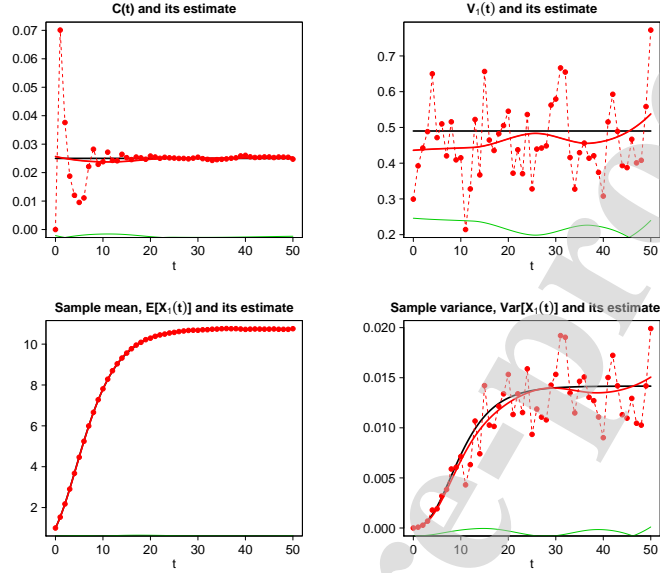 C(t) and its estimate
0.07
0.06
0.05
0.04
0.03
0.02
0.01
0.00
0 10 20 30 40 50
t
V₁(t) and its estimate
0.7
0.6
0.5
0.4
0.3
0.2
0 10 20 30 40 50
t
Sample mean, E[X₁(t)] and its estimate
10
8
6
4
2
0 10 20 30 40 50
t
Sample variance, Var[X₁(t)] and its estimate
0.020
0.015
0.010
0.005
0.000
0 10 20 30 40 50
t